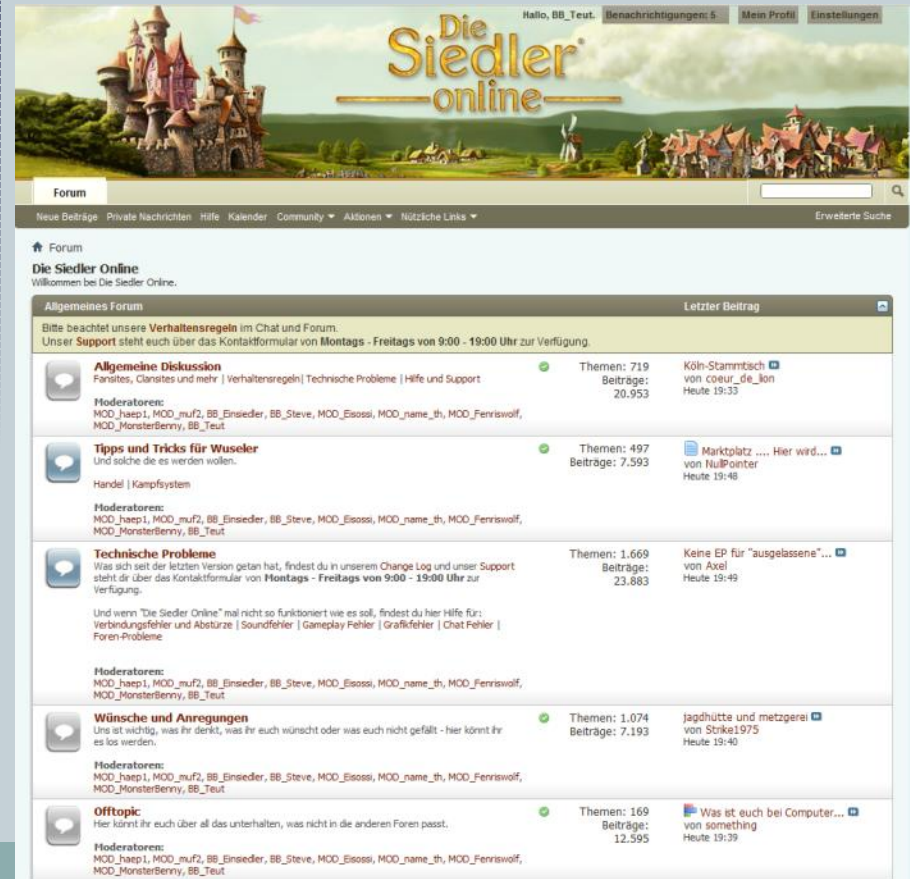 Hallo, BB_Teut. Benachrichtigungen: 5 Mein Profil Einstellungen
Die
Siedler
online
Forum
Neue Beiträge Private Nachrichten Hilfe Kalender Community Aktionen Nützliche Links Erweiterte Suche
Forum
Die Siedler Online
Willkommen bei Die Siedler Online.
Allgemeines Forum Letzter Beitrag
Bitte beachtet unsere Verhaltensregeln im Chat und Forum.
Unser Support steht euch über das Kontaktformular von Montags - Freitags von 9:00 - 19:00 Uhr zur Verfügung.
Allgemeine Diskussion
Fansites, Clansites und mehr | Verhaltensregeln| Technische Probleme | Hilfe und Support
Moderatoren:
MOD_haep1, MOD_muf2, BB_Einsiedler, BB_Steve, MOD_Eisossi, MOD_name_th, MOD_Fenriswolf,
MOD_MonsterBenny, BB_Teut
Themen: 719
Beiträge:
20.953
Köln-Stammtisch
von coeur_de_lion
Heute 19:33
Tipps und Tricks für Wuseler
Und solche die es werden wollen.
Handel | Kampfsystem
Moderatoren:
MOD_haep1, MOD_muf2, BB_Einsiedler, BB_Steve, MOD_Eisossi, MOD_name_th, MOD_Fenriswolf,
MOD_MonsterBenny, BB_Teut
Themen: 497
Beiträge: 7.593
Marktplatz .... Hier wird...
von NullPointer
Heute 19:48
Technische Probleme
Was sich seit der letzten Version getan hat, findest du in unserem Change Log und unser Support
steht dir über das Kontaktformular von Montags - Freitags von 9:00 - 19:00 Uhr zur
Verfügung.
Und wenn "Die Siedler Online" mal nicht so funktioniert wie es soll, findest du hier Hilfe für:
Verbindungsfehler und Abstürze | Soundfehler | Gameplay Fehler | Grafikfehler | Chat Fehler |
Foren-Probleme
Moderatoren:
MOD_haep1, MOD_muf2, BB_Einsiedler, BB_Steve, MOD_Eisossi, MOD_name_th, MOD_Fenriswolf,
MOD_MonsterBenny, BB_Teut
Themen: 1.669
Beiträge:
23.883
Keine EP für "ausgelassene"...
von Axel
Heute 19:49
Wünsche und Anregungen
Uns ist wichtig, was ihr denkt, was ihr euch wünscht oder was euch nicht gefällt - hier könnt ihr
es los werden.
Moderatoren:
MOD_haep1, MOD_muf2, BB_Einsiedler, BB_Steve, MOD_Eisossi, MOD_name_th, MOD_Fenriswolf,
MOD_MonsterBenny, BB_Teut
Themen: 1.074
Beiträge: 7.193
jagdhütte und metzgerei
von Strike1975
Heute 19:40
Offtopic
Hier könnt ihr euch über all das unterhalten, was nicht in die anderen Foren passt.
Moderatoren:
MOD_haep1, MOD_muf2, BB_Einsiedler, BB_Steve, MOD_Eisossi, MOD_name_th, MOD_Fenriswolf,
MOD_MonsterBenny, BB_Teut
Themen: 169
Beiträge:
12.595
Was ist euch bei Computer...
von something
Heute 19:39